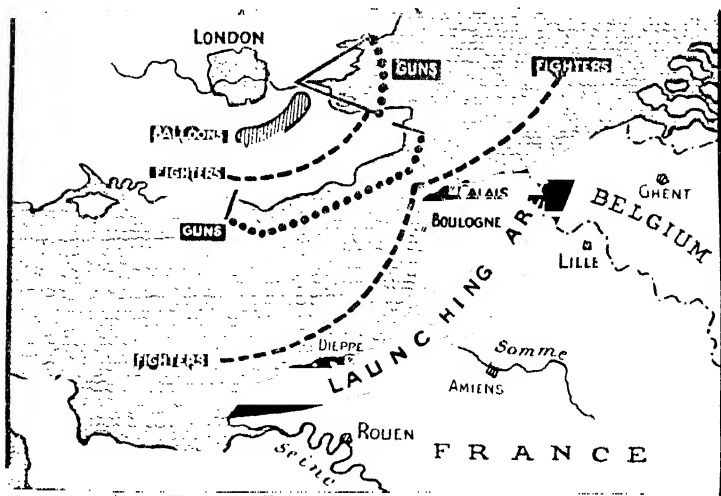 LONDON
GUNS
FIGHTERS
BALLOONS
FIGHTERS
GUNS
CALAIS
BOULOGNE
GHENT
BELGIUM
LILLE
LAUNCHING AR
FIGHTERS
DIEPPE
Somme
AMIENS
ROUEN
Seine
FRANCE